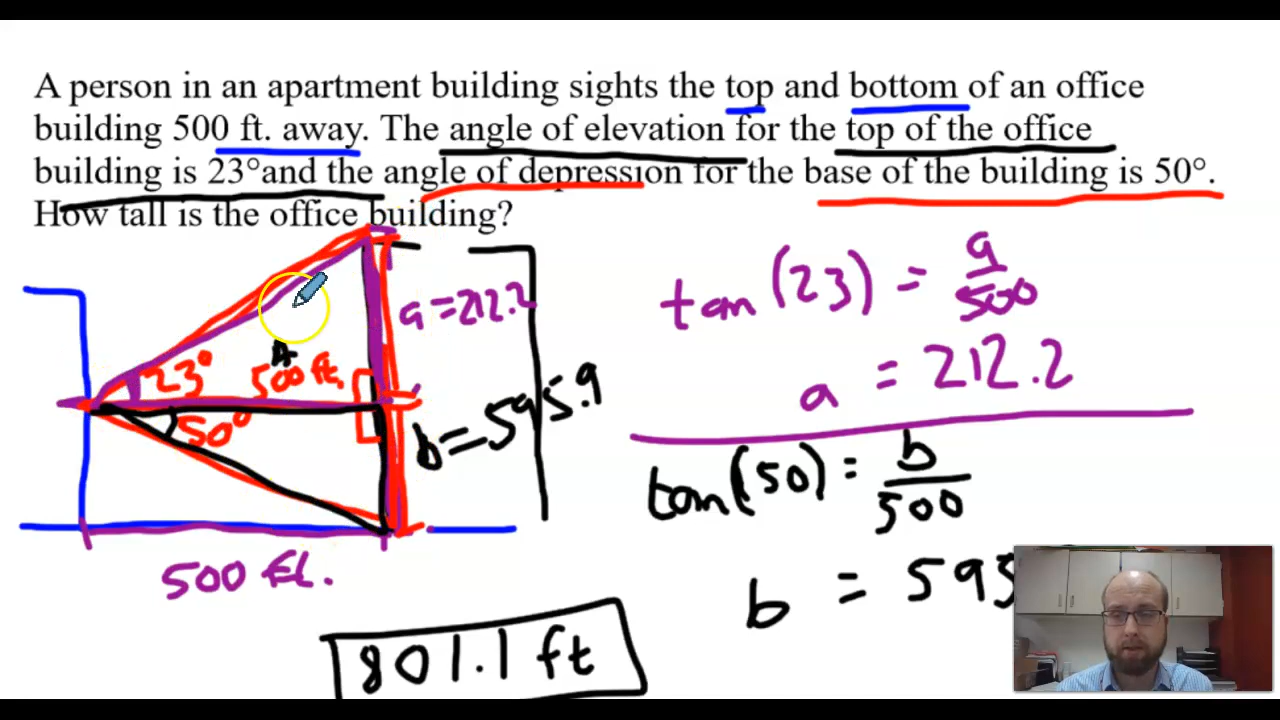 A person in an apartment building sights the top and bottom of an office
building 500 ft. away. The angle of elevation for the top of the office
building is 23°and the angle of depression for the base of the building is 50°.
How tall is the office building?
tan (23) = a/500
a = 212.2
a = 212.2
23°
500 ft.
50°
b = 595.9
tan (50) = b/500
500 ft.
b = 595
801.1 ft